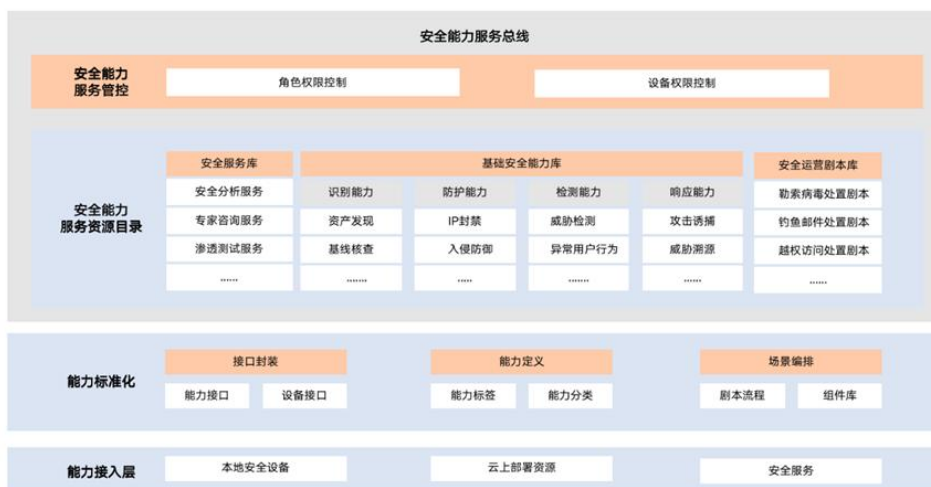 安全能力服务总线
安全能力
服务管控
角色权限控制
设备权限控制
安全能力
服务资源目录
安全服务库
基础安全能力库
安全运营剧本库
安全分析服务
识别能力
防护能力
检测能力
响应能力
勒索病毒处置剧本
专家咨询服务
资产发现
IP封禁
威胁检测
攻击诱捕
钓鱼邮件处置剧本
渗透测试服务
基线核查
入侵防御
异常用户行为
威胁溯源
越权访问处置剧本
......
.......
.....
.......
......
......
能力标准化
接口封装
能力定义
场景编排
能力接口
设备接口
能力标签
能力分类
剧本流程
组件库
能力接入层
本地安全设备
云上部署资源
安全服务